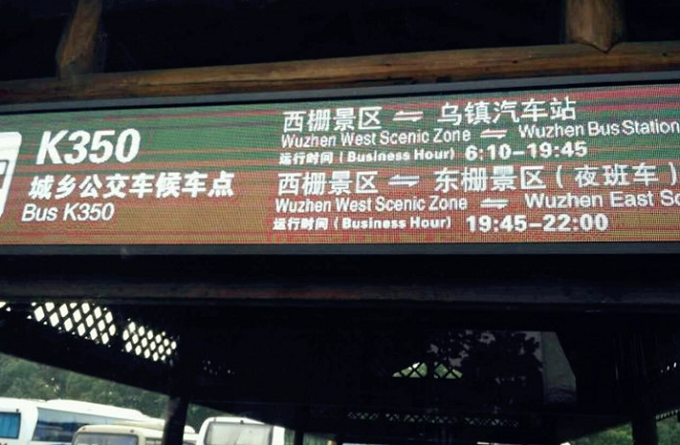 K350
城乡公交车候车点
Bus K350
西栅景区 ⇋ 乌镇汽车站
Wuzhen West Scenic Zone ⇋ Wuzhen Bus Station
运行时间(Business Hour) 6:10-19:45
西栅景区 ⇋ 东栅景区(夜班车)
Wuzhen West Scenic Zone ⇋ Wuzhen East
运行时间(Business Hour) 19:45-22:00